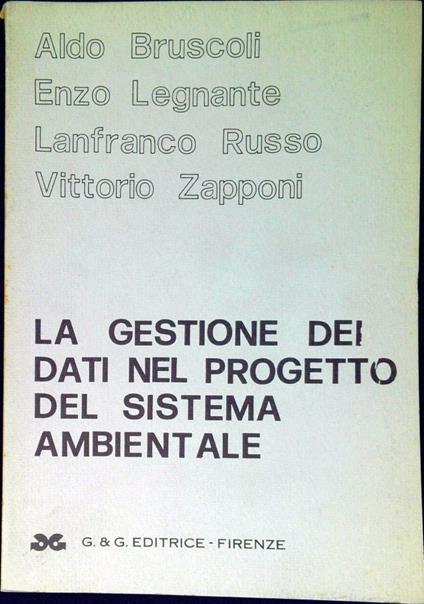 Aldo Bruscoli
Enzo Legnante
Lanfranco Russo
Vittorio Zapponi
LA GESTIONE DEI
DATI NEL PROGETTO
DEL SISTEMA
AMBIENTALE
G. & G. EDITRICE - FIRENZE